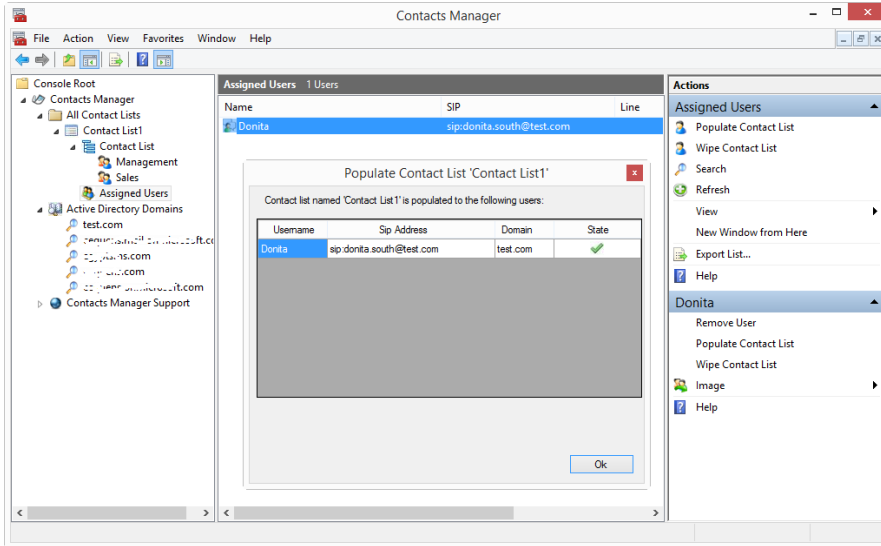 Contacts Manager
File Action View Favorites Window Help
Console Root
Contacts Manager
All Contact Lists
Contact List1
Contact List
Management
Sales
Assigned Users
Active Directory Domains
test.com
Contacts Manager Support
Assigned Users 1 Users
Name SIP Line
Donita sip:donita.south@test.com
Populate Contact List 'Contact List1'
Contact list named 'Contact List1' is populated to the following users:
Username Sip Address Domain State
Donita sip:donita.south@test.com test.com
Ok
Actions
Assigned Users
Populate Contact List
Wipe Contact List
Search
Refresh
View
New Window from Here
Export List...
Help
Donita
Remove User
Populate Contact List
Wipe Contact List
Image
Help